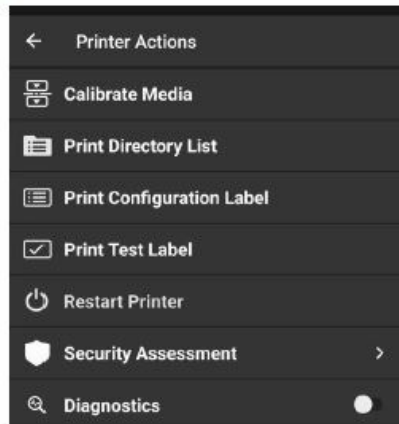 Printer Actions
Calibrate Media
Print Directory List
Print Configuration Label
Print Test Label
Restart Printer
Security Assessment
Diagnostics